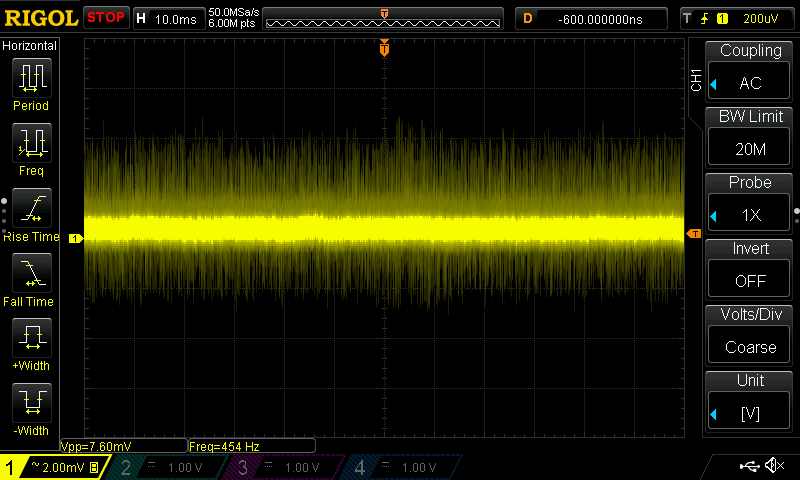 RIGOL STOP H 10.0ms 50.0MSa/s D -600.000000ns T 1 200uV
6.00M pts
T
Horizontal
Period
Freq
Rise Time
Fall Time
+Width
-Width
T
1
T
CH1
Coupling
AC
BW Limit
20M
Probe
1X
Invert
OFF
Volts/Div
Coarse
Unit
[V]
Vpp=7.60mV Freq=454 Hz
1 ~ 2.00mV B 2 1.00 V 3 1.00 V 4 1.00 V